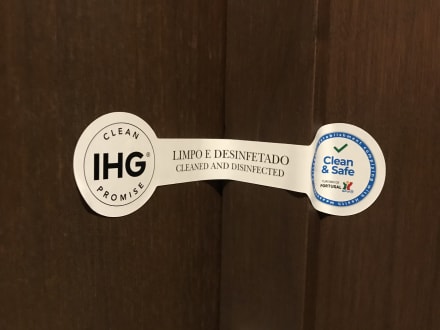 CLEAN
IHG®
PROMISE
LIMPO E DESINFETADO
CLEANED AND DISINFECTED
Clean
& Safe
PORTUGAL